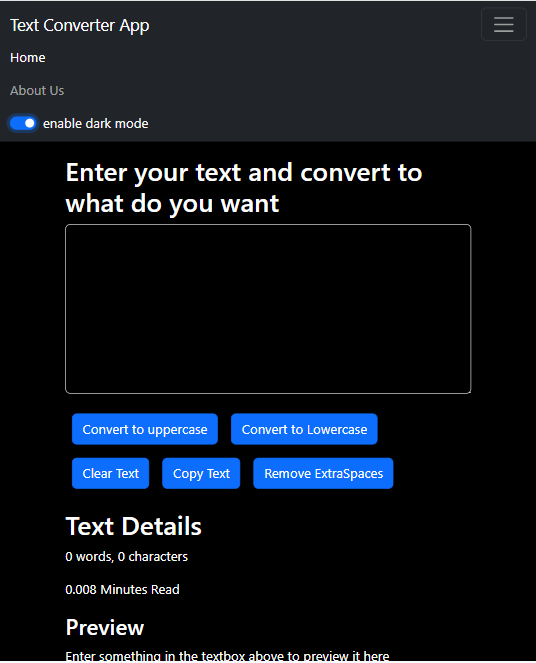 Text Converter App
Home
About Us
enable dark mode
Enter your text and convert to
what do you want
Convert to uppercase
Convert to Lowercase
Clear Text
Copy Text
Remove ExtraSpaces
Text Details
0 words, 0 characters
0.008 Minutes Read
Preview
Enter something in the textbox above to preview it here